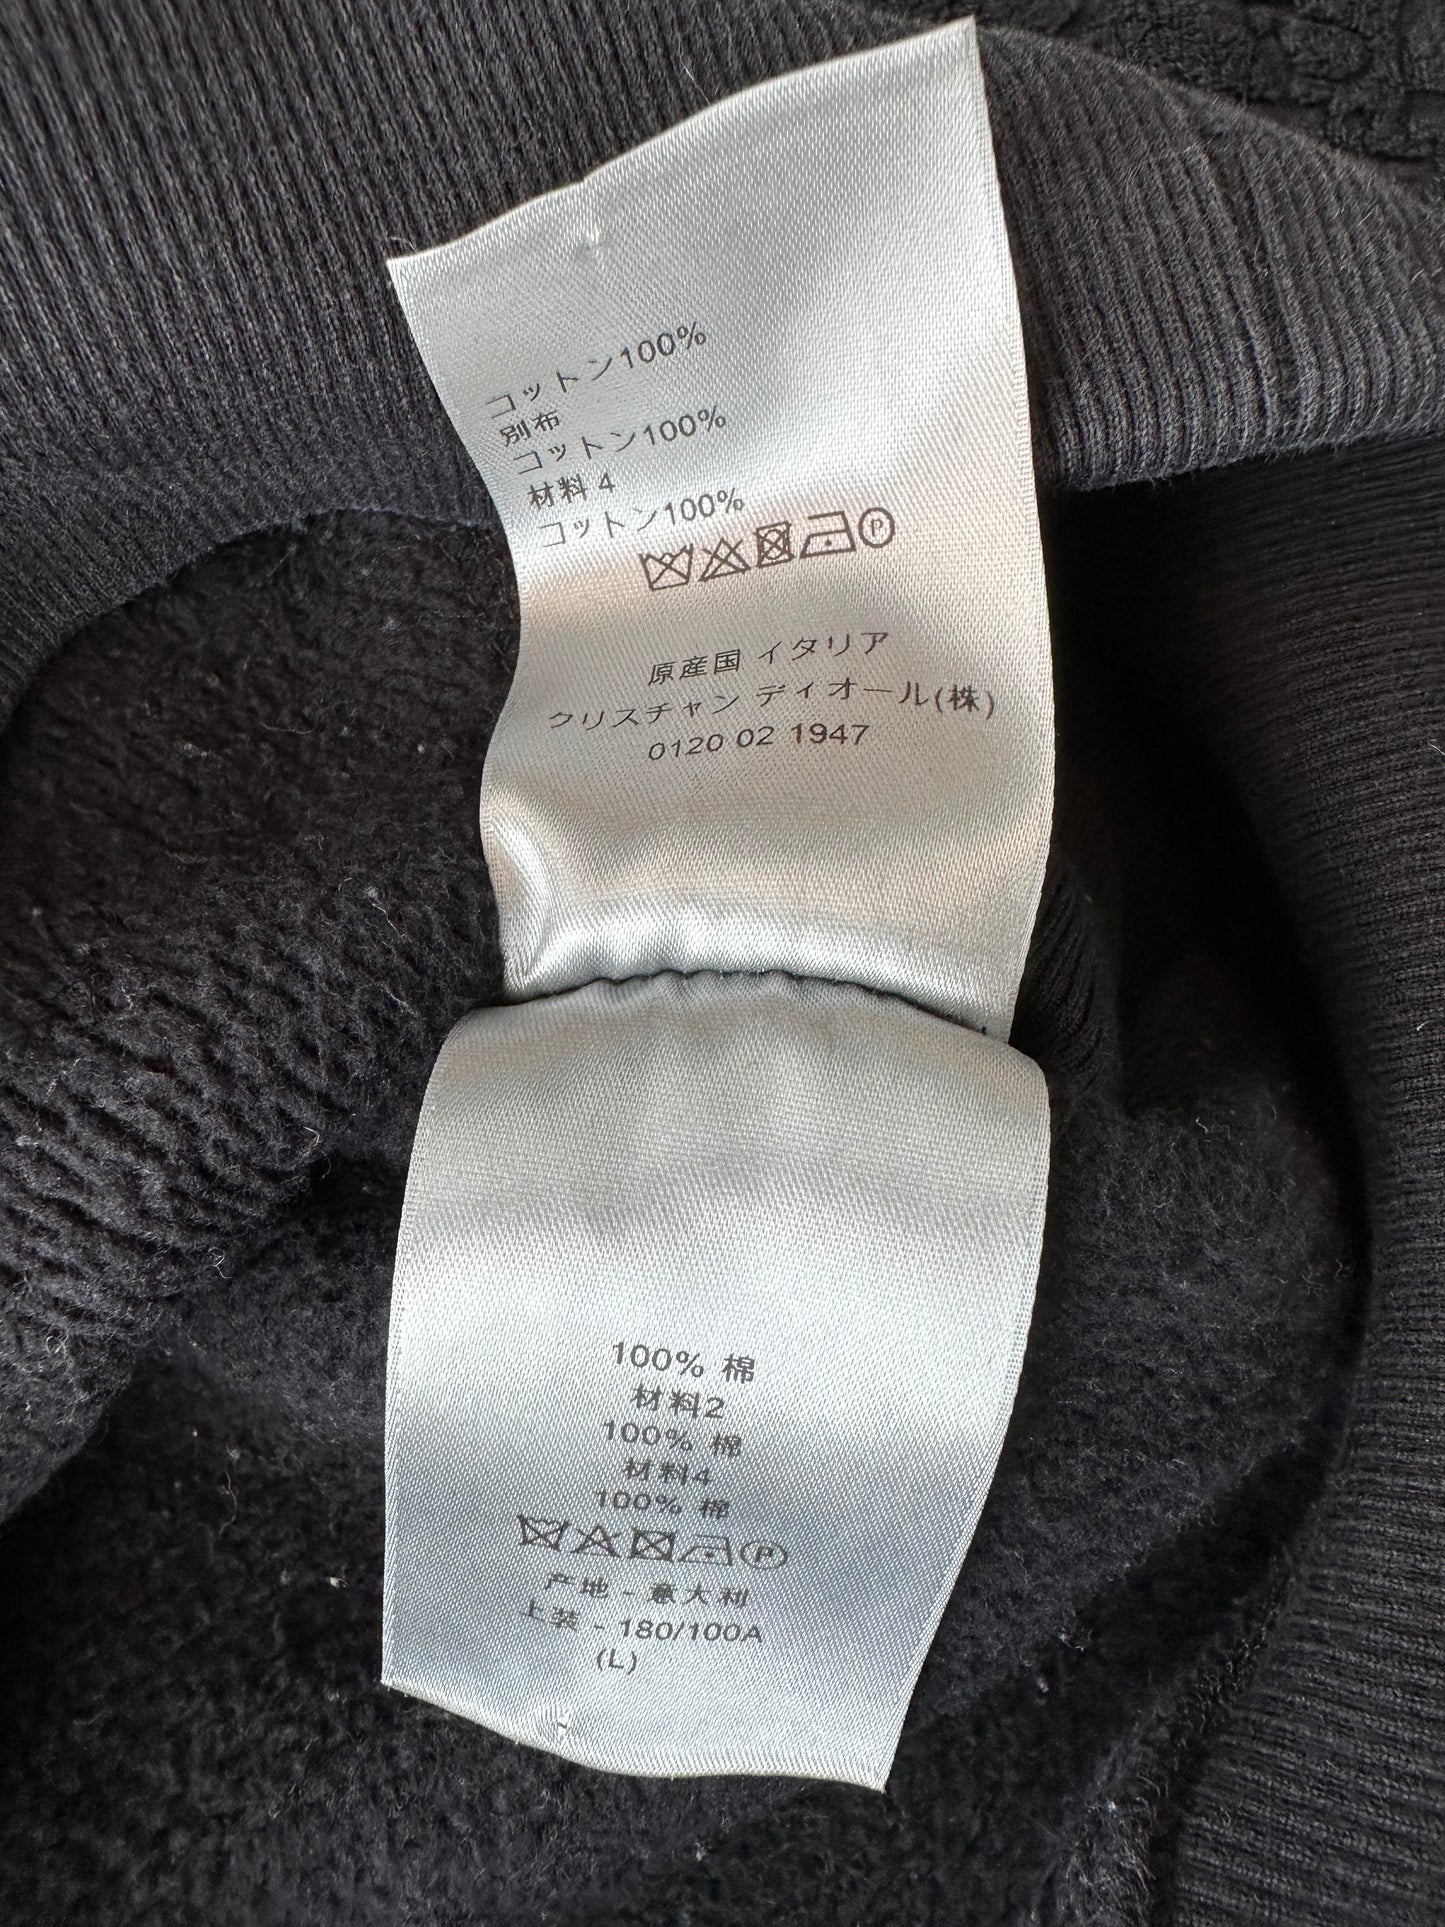 コットン100%
別布
コットン100%
材料 4
コットン100%
P
原産国 イタリア
クリスチャン ディオール(株)
0120 02 1947
100% 棉
材料2
100% 棉
材料4
100% 棉
P
产地 - 意大利
上装 - 180/100A
(L)